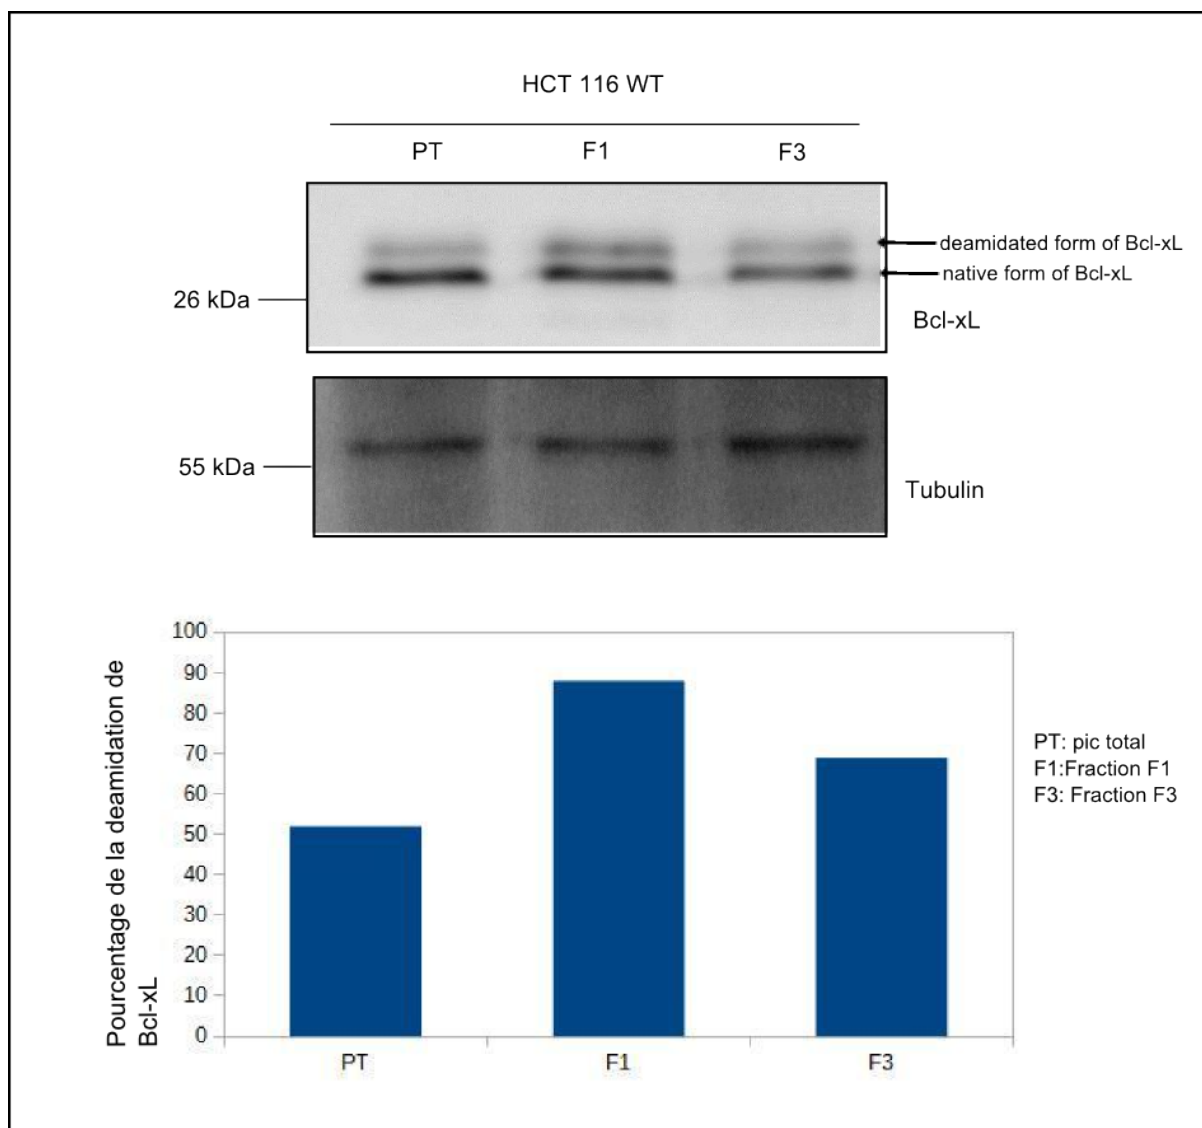 HCT 116 WT
PT F1 F3
deamidated form of Bcl-xL
native form of Bcl-xL
26 kDa
Bcl-xL
55 kDa
Tubulin
Pourcentage de la deamidation de
Bcl-xL
100
90
80
70
60
50
40
30
20
10
0
PT F1 F3
PT: pic total
F1:Fraction F1
F3: Fraction F3